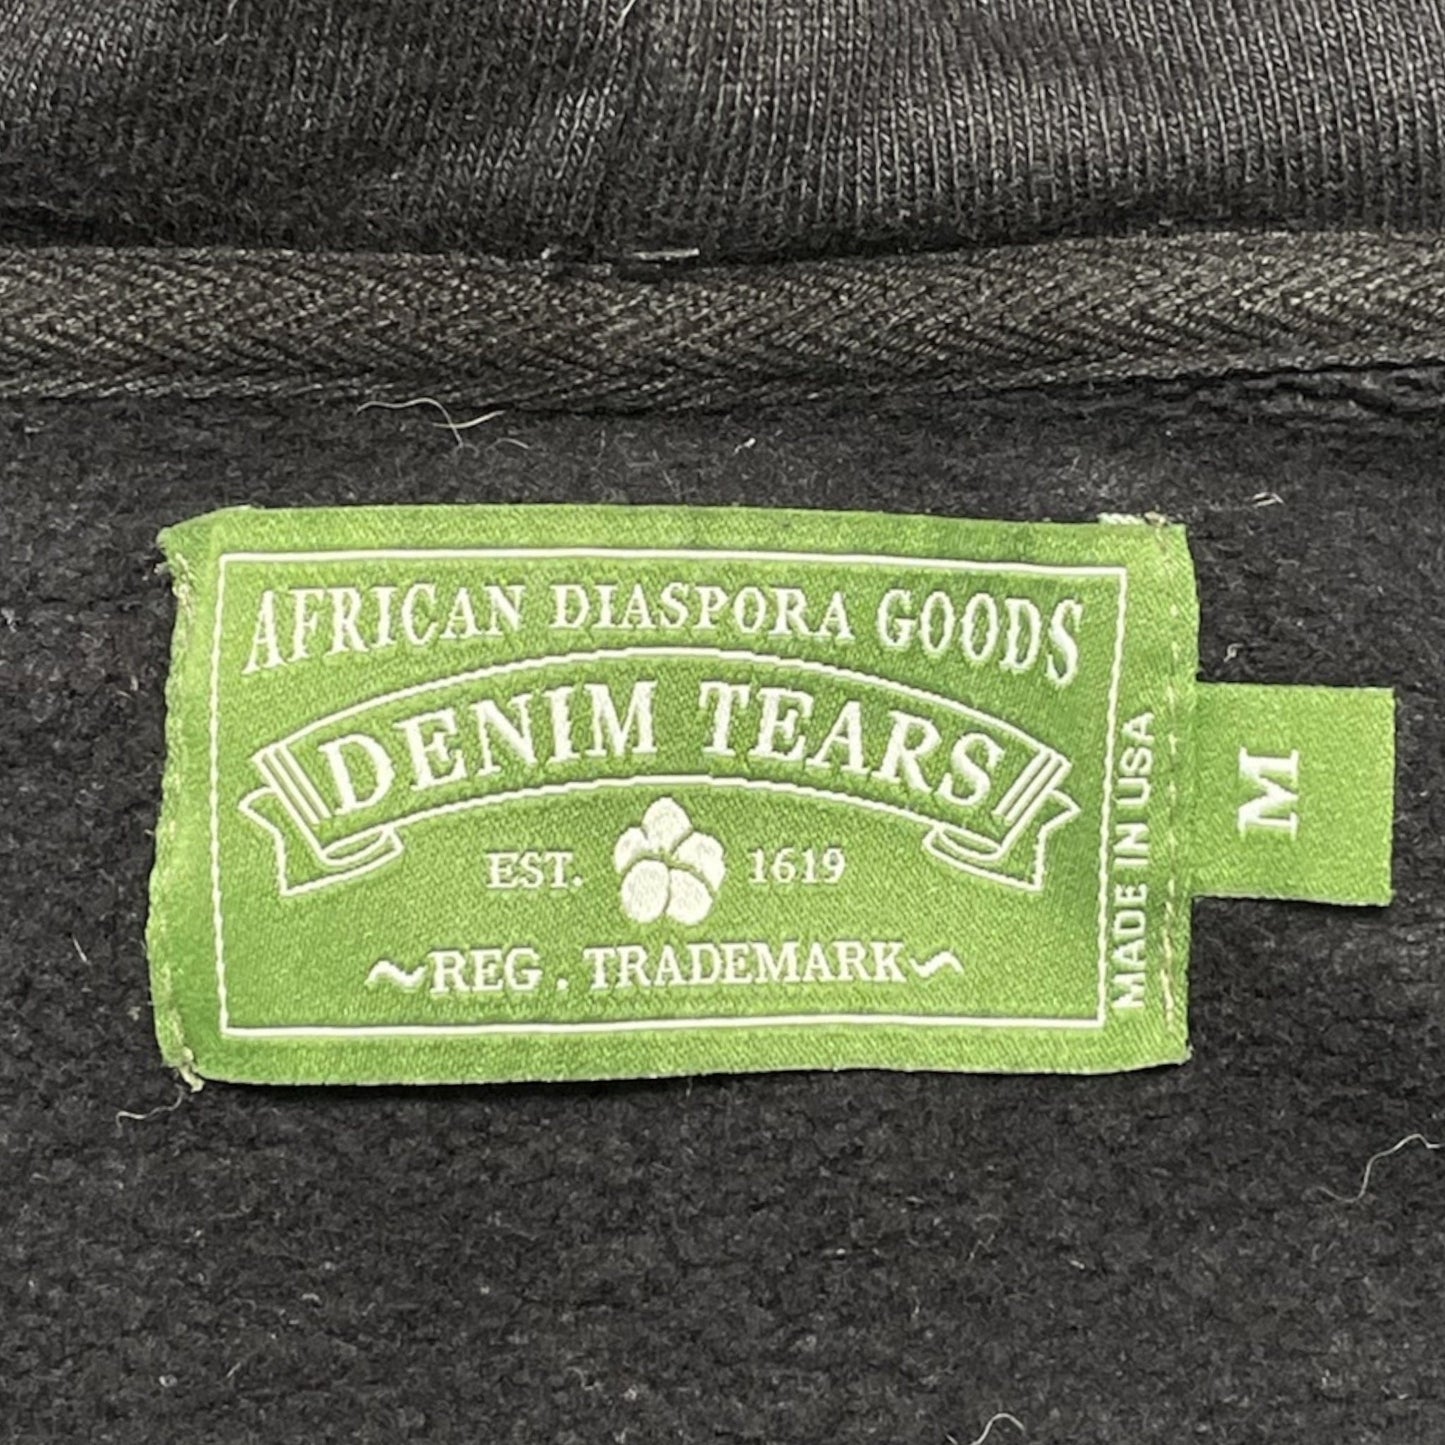 AFRICAN DIASPORA GOODS
DENIM TEARS
EST. 1619
~REG . TRADEMARK~
MADE IN USA
M